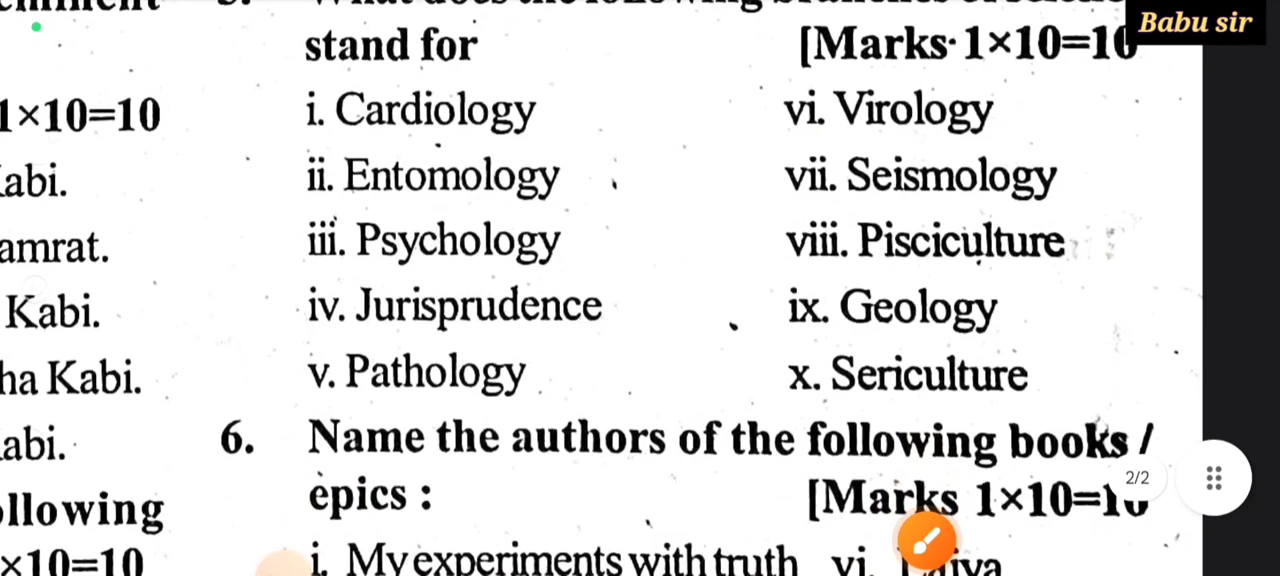 Babu sir
1×10=10
abi.
amrat.
Kabi.
ha Kabi.
abi.
llowing
×10=10
stand for [Marks 1×10=10
i. Cardiology vi. Virology
ii. Entomology vii. Seismology
iii. Psychology viii. Pisciculture
iv. Jurisprudence ix. Geology
v. Pathology x. Sericulture
6. Name the authors of the following books /
epics : [Marks 1×10=10
2/2
i. My experiments with truth vi.